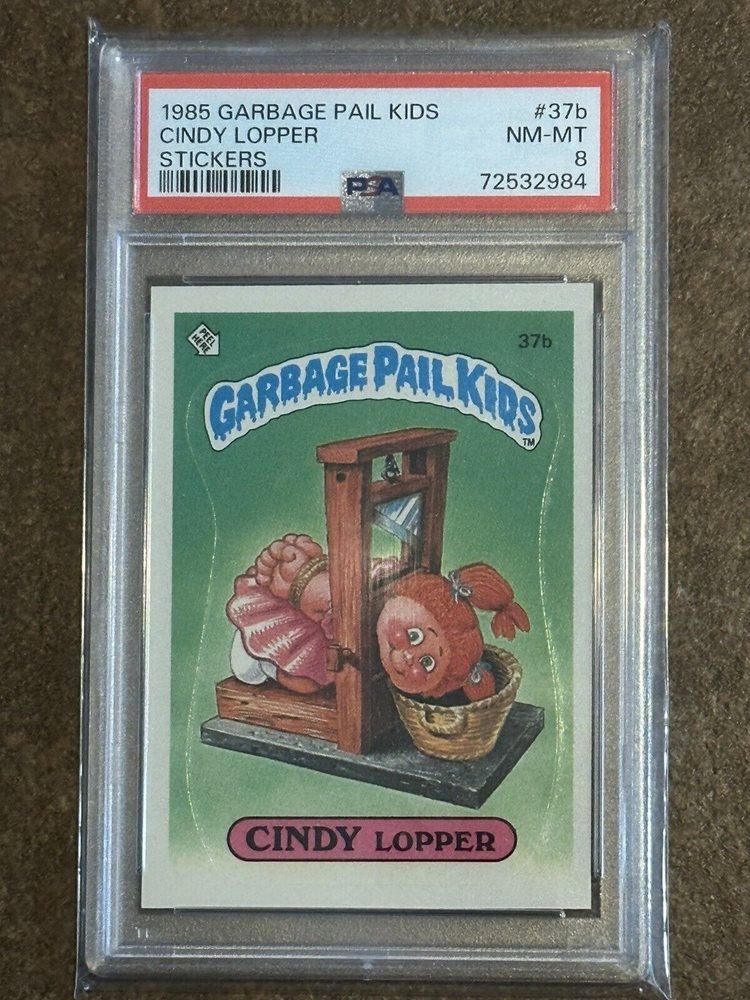 1985 GARBAGE PAIL KIDS #37b
CINDY LOPPER NM-MT
STICKERS 8
PSA 72532984
PEEL HERE
37b
GARBAGE PAIL KIDS
TM
A
CINDY LOPPER